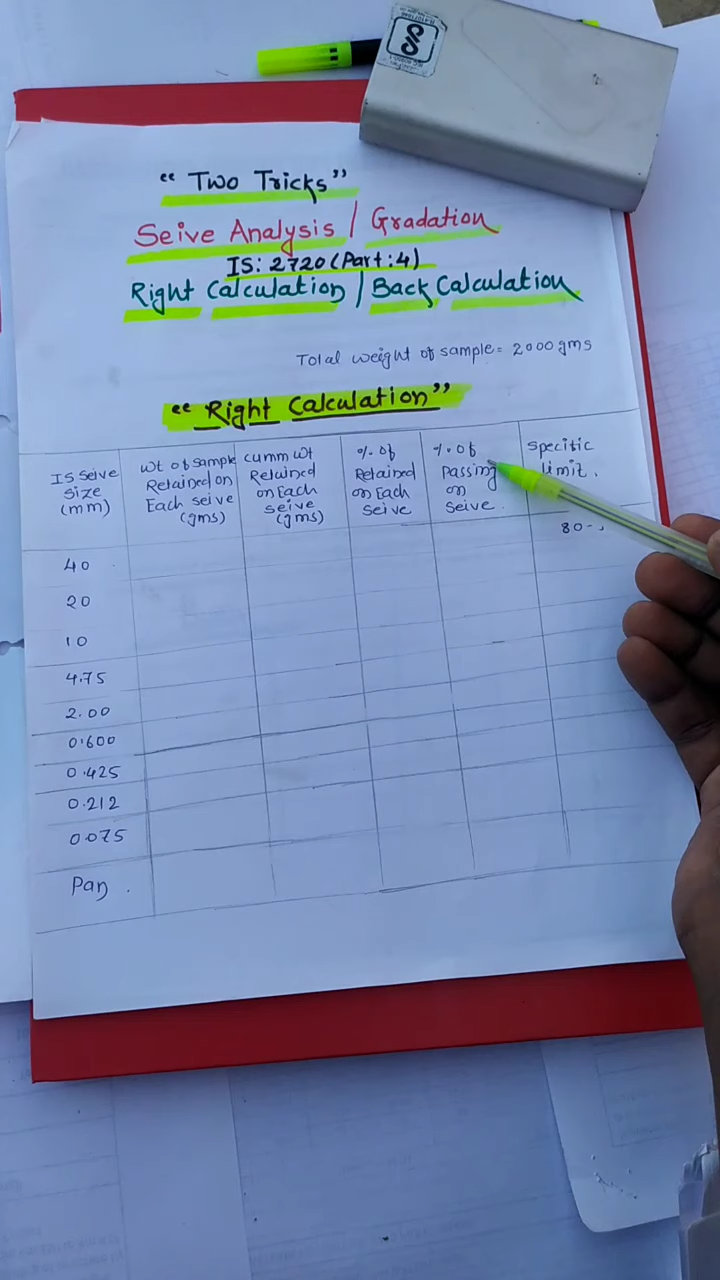 “ Two Tricks”
Seive Analysis / Gradation
IS: 2720 (Part:4)
Right Calculation / Back Calculation
Total weight of sample= 2000 gms
“ Right Calculation”
IS Seive Size (mm)
Wt of Sample Retained on Each seive (gms)
cumm Wt Retained on Each seive (gms)
%. of Retained on Each Seive
%. of Passing on Seive.
Specific limit.
80-
40
20
10
4.75
2.00
0.600
0.425
0.212
0.075
Pan .